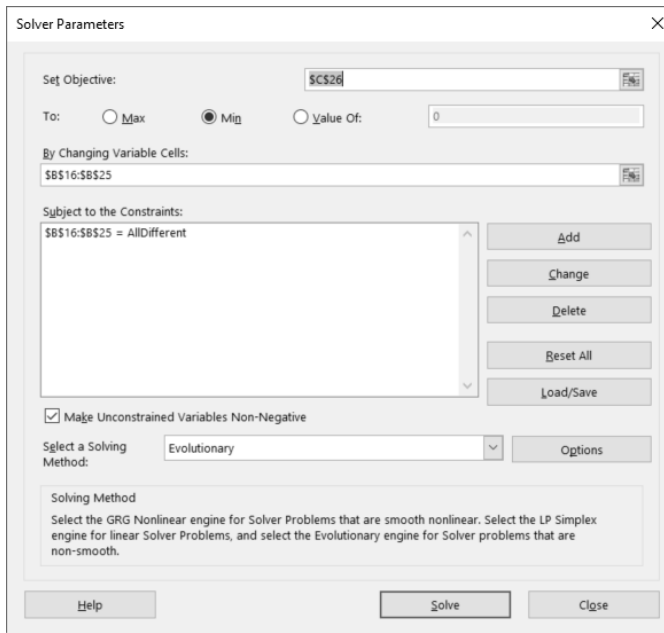 Solver Parameters
Set Objective: $C$26
To: Max Min Value Of: 0
By Changing Variable Cells:
$B$16:$B$25
Subject to the Constraints:
$B$16:$B$25 = AllDifferent
Add
Change
Delete
Reset All
Load/Save
Make Unconstrained Variables Non-Negative
Select a Solving Method: Evolutionary Options
Solving Method
Select the GRG Nonlinear engine for Solver Problems that are smooth nonlinear. Select the LP Simplex
engine for linear Solver Problems, and select the Evolutionary engine for Solver problems that are
non-smooth.
Help Solve Close